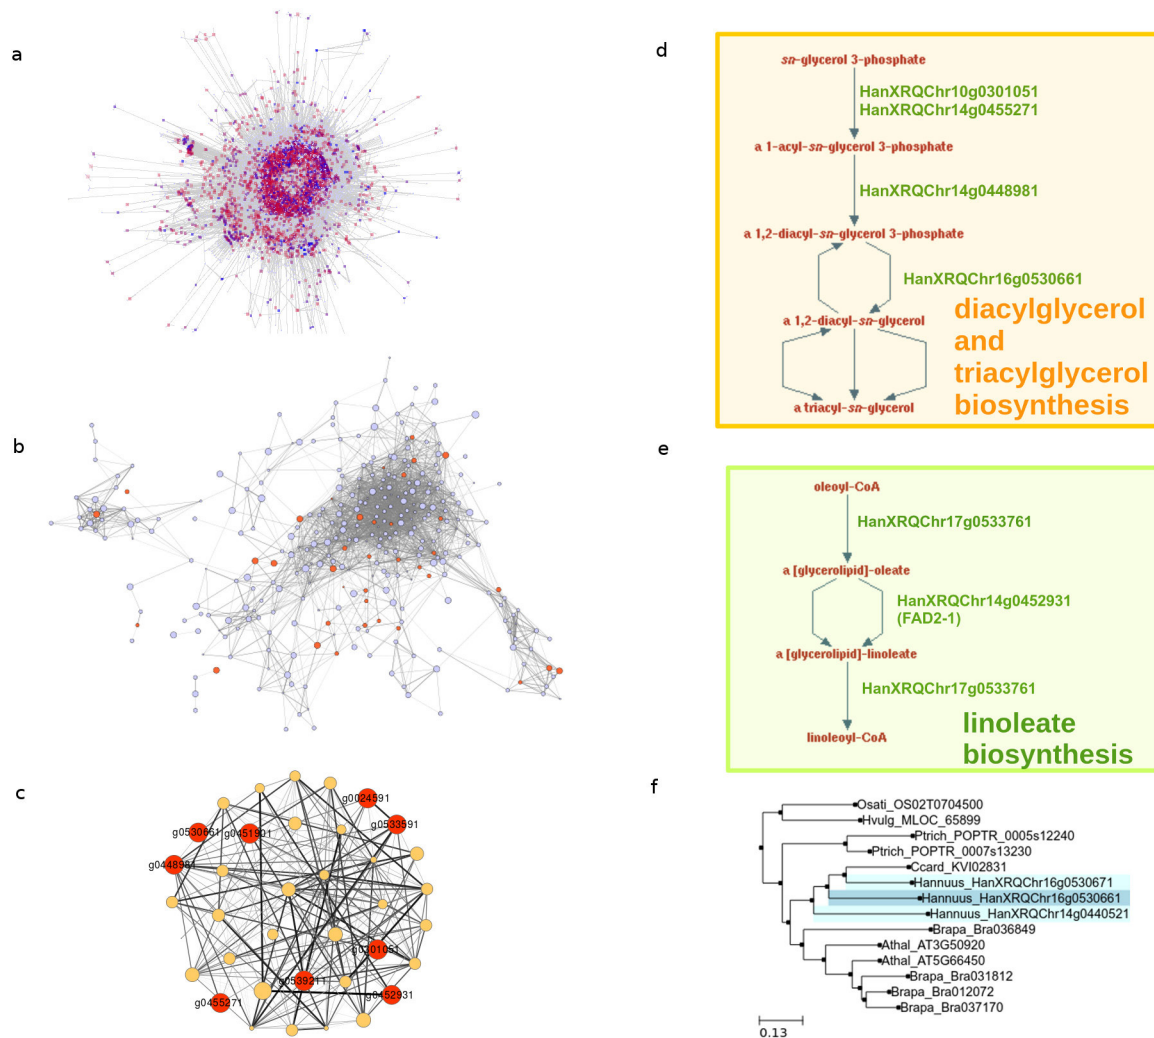 a
b
c
g0024591
g0533591
g0530661
g0451901
g0448981
g0301051
g0539211
g0452931
g0455271
d
sn-glycerol 3-phosphate
HanXRQChr10g0301051
HanXRQChr14g0455271
a 1-acyl-sn-glycerol 3-phosphate
HanXRQChr14g0448981
a 1,2-diacyl-sn-glycerol 3-phosphate
HanXRQChr16g0530661
a 1,2-diacyl-sn-glycerol
a triacyl-sn-glycerol
diacylglycerol
and
triacylglycerol
biosynthesis
e
oleoyl-CoA
HanXRQChr17g0533761
a [glycerolipid]-oleate
HanXRQChr14g0452931
(FAD2-1)
a [glycerolipid]-linoleate
HanXRQChr17g0533761
linoleoyl-CoA
linoleate
biosynthesis
f
Osati_OS02T0704500
Hvulg_MLOC_65899
Ptrich_POPTR_0005s12240
Ptrich_POPTR_0007s13230
Ccard_KVI02831
Hannuus_HanXRQChr16g0530671
Hannuus_HanXRQChr16g0530661
Hannuus_HanXRQChr14g0440521
Brapa_Bra036849
Athal_AT3G50920
Athal_AT5G66450
Brapa_Bra031812
Brapa_Bra012072
Brapa_Bra037170
0.13